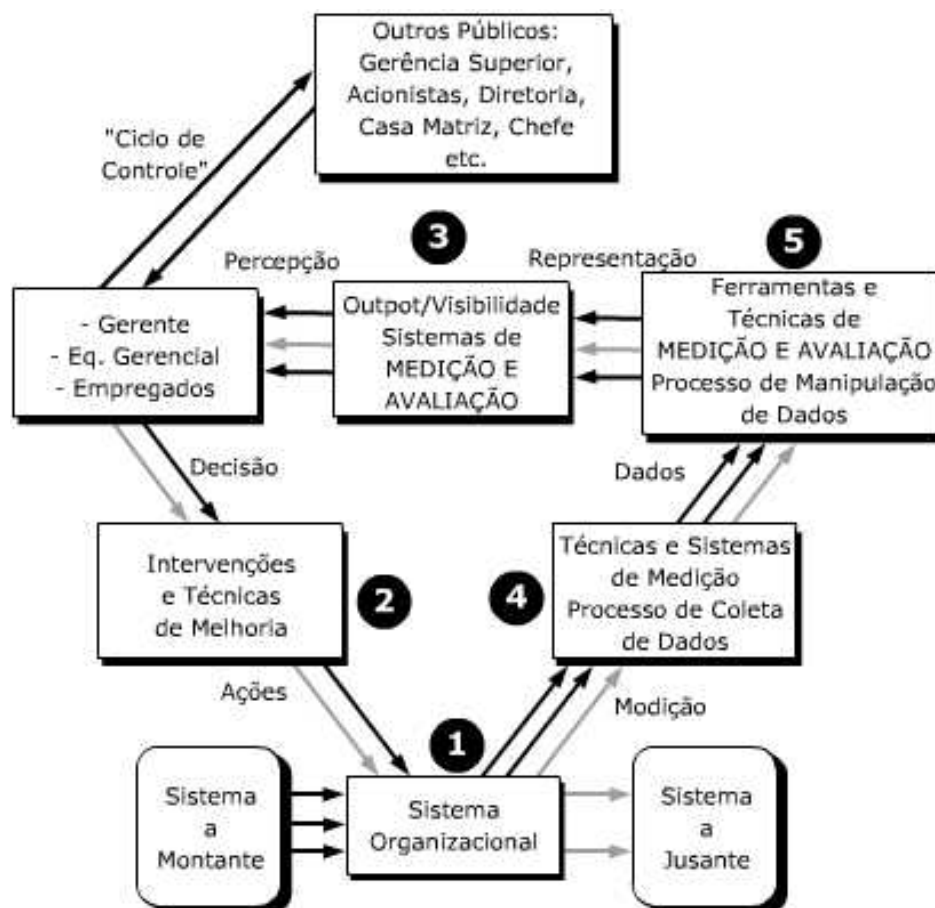 Outros Públicos:
Gerência Superior,
Acionistas, Diretoria,
Casa Matriz, Chefe
etc.
"Ciclo de
Controle"
3
5
Percepção
Representação
- Gerente
- Eq. Gerencial
- Empregados
Outpot/Visibilidade
Sistemas de
MEDIÇÃO E
AVALIAÇÃO
Ferramentas e
Técnicas de
MEDIÇÃO E AVALIAÇÃO
Processo de Manipulação
de Dados
Decisão
Dados
Intervenções
e Técnicas
de Melhoria
2
4
Técnicas e Sistemas
de Medição
Processo de Coleta
de Dados
Ações
Modição
1
Sistema
a
Montante
Sistema
Organizacional
Sistema
a
Jusante